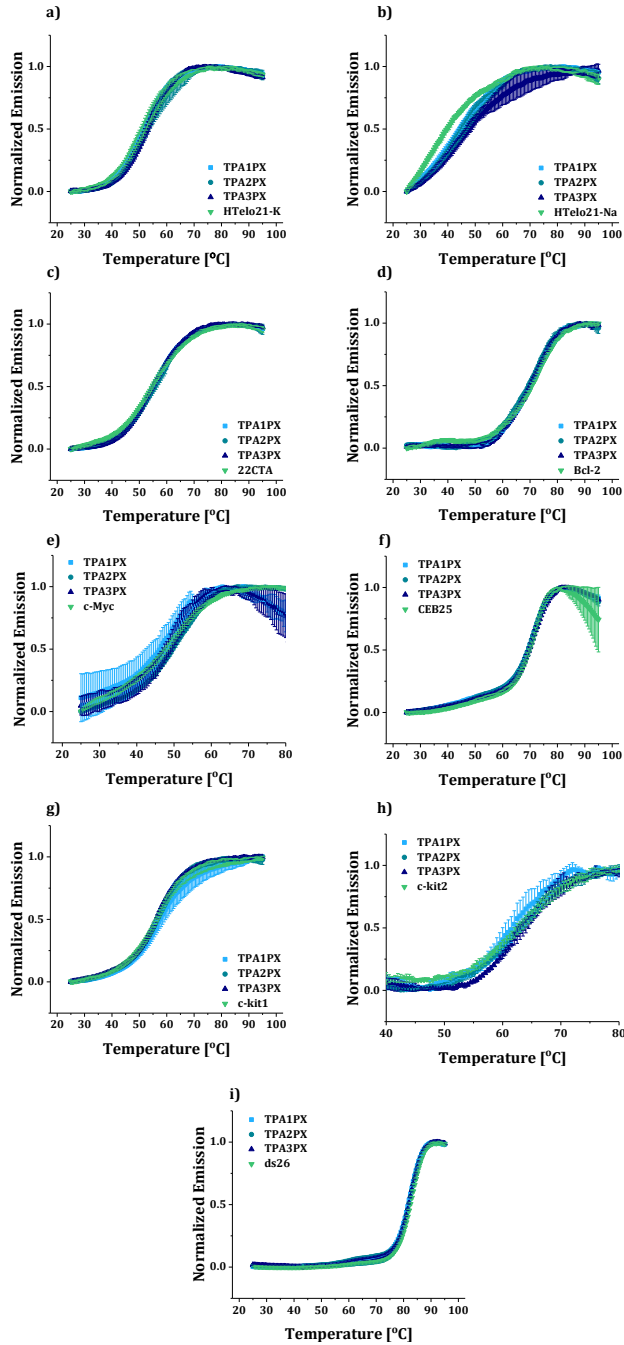 a)
Normalized Emission
1.0
0.5
0.0
TPA1PX
TPA2PX
TPA3PX
HTelo21-K
20 30 40 50 60 70 80 90 100
Temperature [°C]
b)
Normalized Emission
1.0
0.5
0.0
TPA1PX
TPA2PX
TPA3PX
HTelo21-Na
20 30 40 50 60 70 80 90 100
Temperature [°C]
c)
Normalized Emission
1.0
0.5
0.0
TPA1PX
TPA2PX
TPA3PX
22CTA
20 30 40 50 60 70 80 90 100
Temperature [°C]
d)
Normalized Emission
1.0
0.5
0.0
TPA1PX
TPA2PX
TPA3PX
Bcl-2
20 30 40 50 60 70 80 90 100
Temperature [°C]
e)
Normalized Emission
1.0
0.5
0.0
TPA1PX
TPA2PX
TPA3PX
c-Myc
20 30 40 50 60 70 80
Temperature [°C]
f)
Normalized Emission
1.0
0.5
0.0
TPA1PX
TPA2PX
TPA3PX
CEB25
20 30 40 50 60 70 80 90 100
Temperature [°C]
g)
Normalized Emission
1.0
0.5
0.0
TPA1PX
TPA2PX
TPA3PX
c-kit1
20 30 40 50 60 70 80 90 100
Temperature [°C]
h)
Normalized Emission
1.0
0.5
0.0
TPA1PX
TPA2PX
TPA3PX
c-kit2
40 50 60 70 80
Temperature [°C]
i)
Normalized Emission
1.0
0.5
0.0
TPA1PX
TPA2PX
TPA3PX
ds26
20 30 40 50 60 70 80 90 100
Temperature [°C]